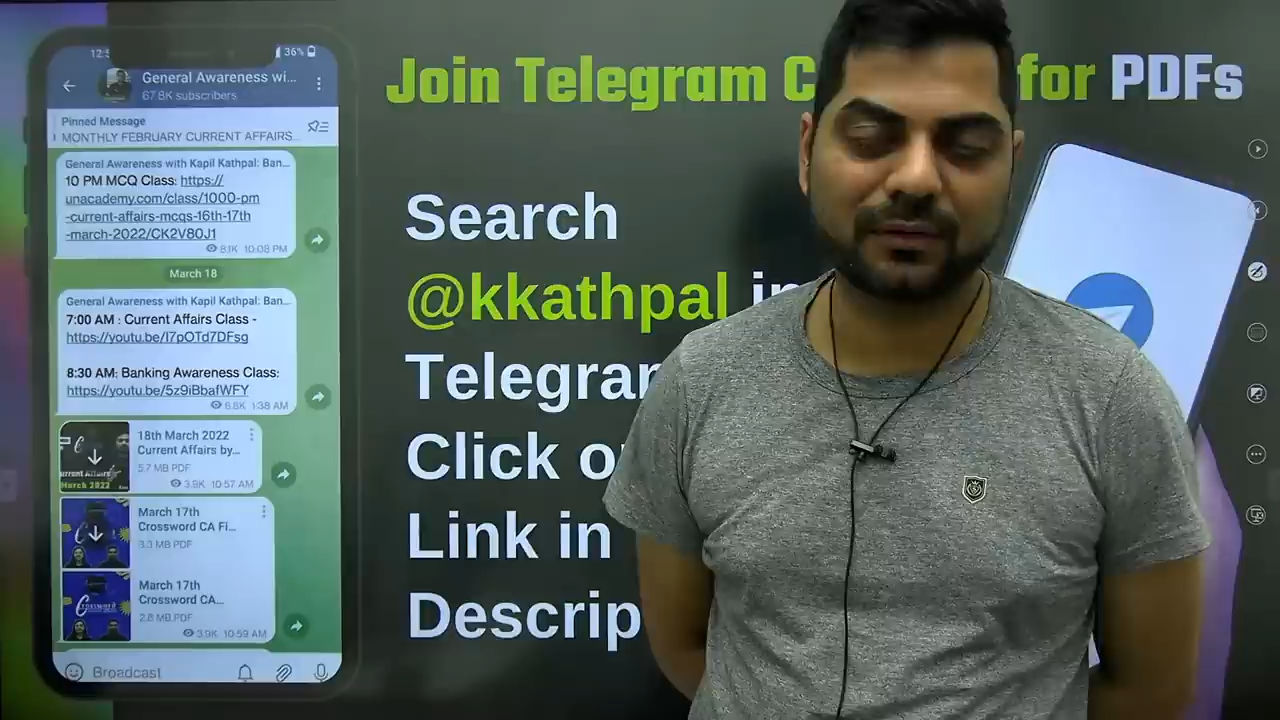 12:5
36%
General Awareness wi...
67.8K subscribers
Pinned Message
MONTHLY FEBRUARY CURRENT AFFAIRS...
General Awareness with Kapil Kathpal: Ban...
10 PM MCQ Class: https://
unacademy.com/class/1000-pm
-current-affairs-mcqs-16th-17th
-march-2022/CK2V80J1
8.1K 10:08 PM
March 18
General Awareness with Kapil Kathpal: Ban...
7:00 AM : Current Affairs Class -
https://youtu.be/I7pOTd7DFsg
8:30 AM: Banking Awareness Class:
https://youtu.be/5z9iBbafWFY
6.8K 1:38 AM
18th March 2022
Current Affairs by...
5.7 MB PDF
3.9K 10:57 AM
March 2022
March 17th
Crossword CA Fi...
3.3 MB PDF
March 17th
Crossword CA...
2.8 MB PDF
3.9K 10:59 AM
Broadcast
Join Telegram C for PDFs
Search
@kkathpal in
Telegram
Click o
Link in
Descrip